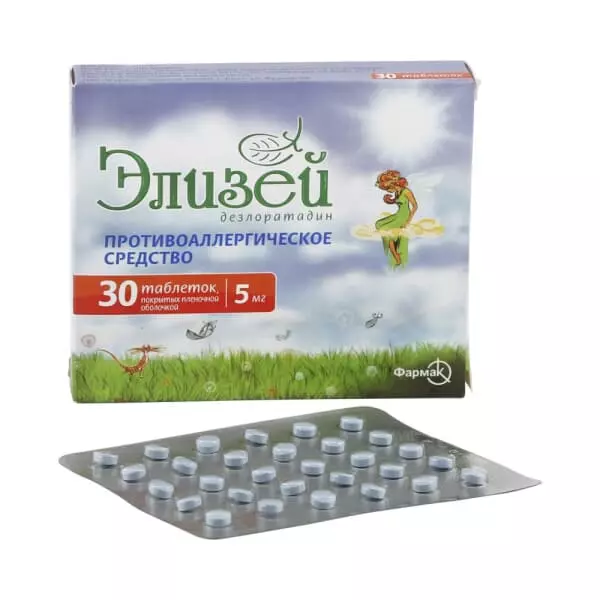 30 таблеток
Элизей
дезлоратадин
ПРОТИВОАЛЛЕРГИЧЕСКОЕ
СРЕДСТВО
30 таблеток,
покрытых пленочной
оболочкой
5 мг
Фармак